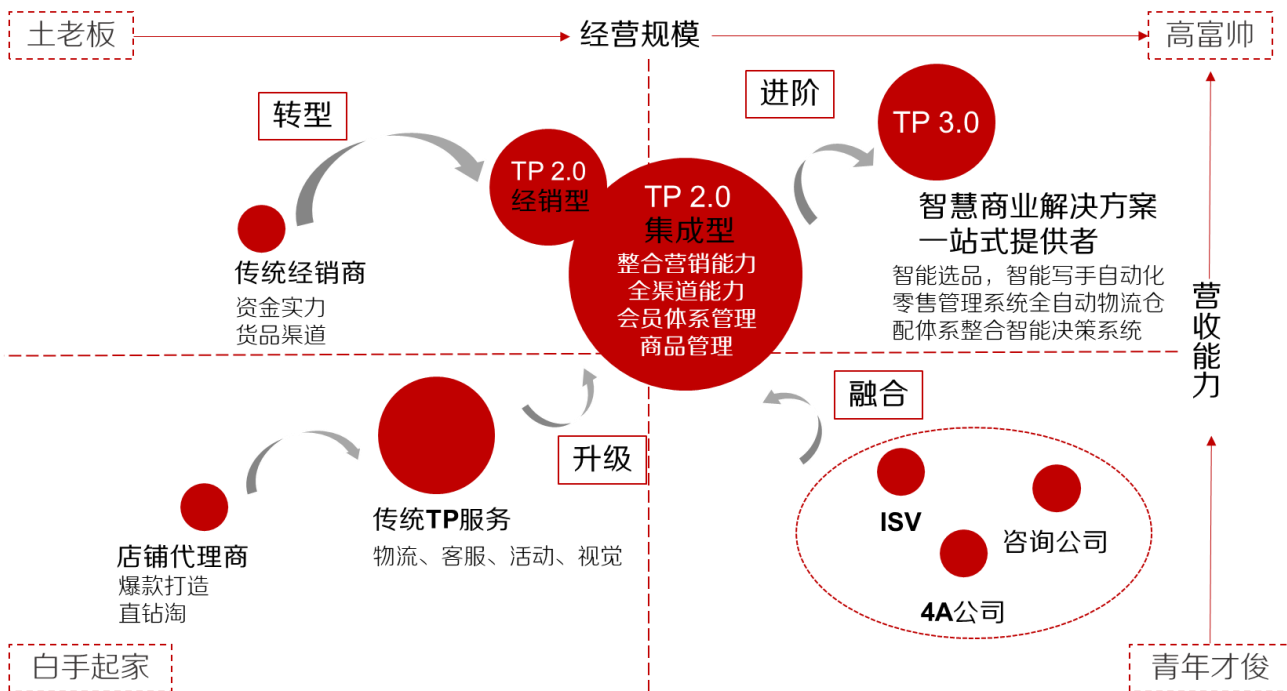 土老板
经营规模
高富帅
转型
进阶
TP 3.0
TP 2.0
经销型
TP 2.0
集成型
整合营销能力
全渠道能力
会员体系管理
商品管理
智慧商业解决方案
一站式提供者
智能选品，智能写手自动化
零售管理系统全自动物流仓
配体系整合智能决策系统
传统经销商
资金实力
货品渠道
营收能力
融合
升级
传统TP服务
物流、客服、活动、视觉
店铺代理商
爆款打造
直钻淘
ISV
咨询公司
4A公司
白手起家
青年才俊